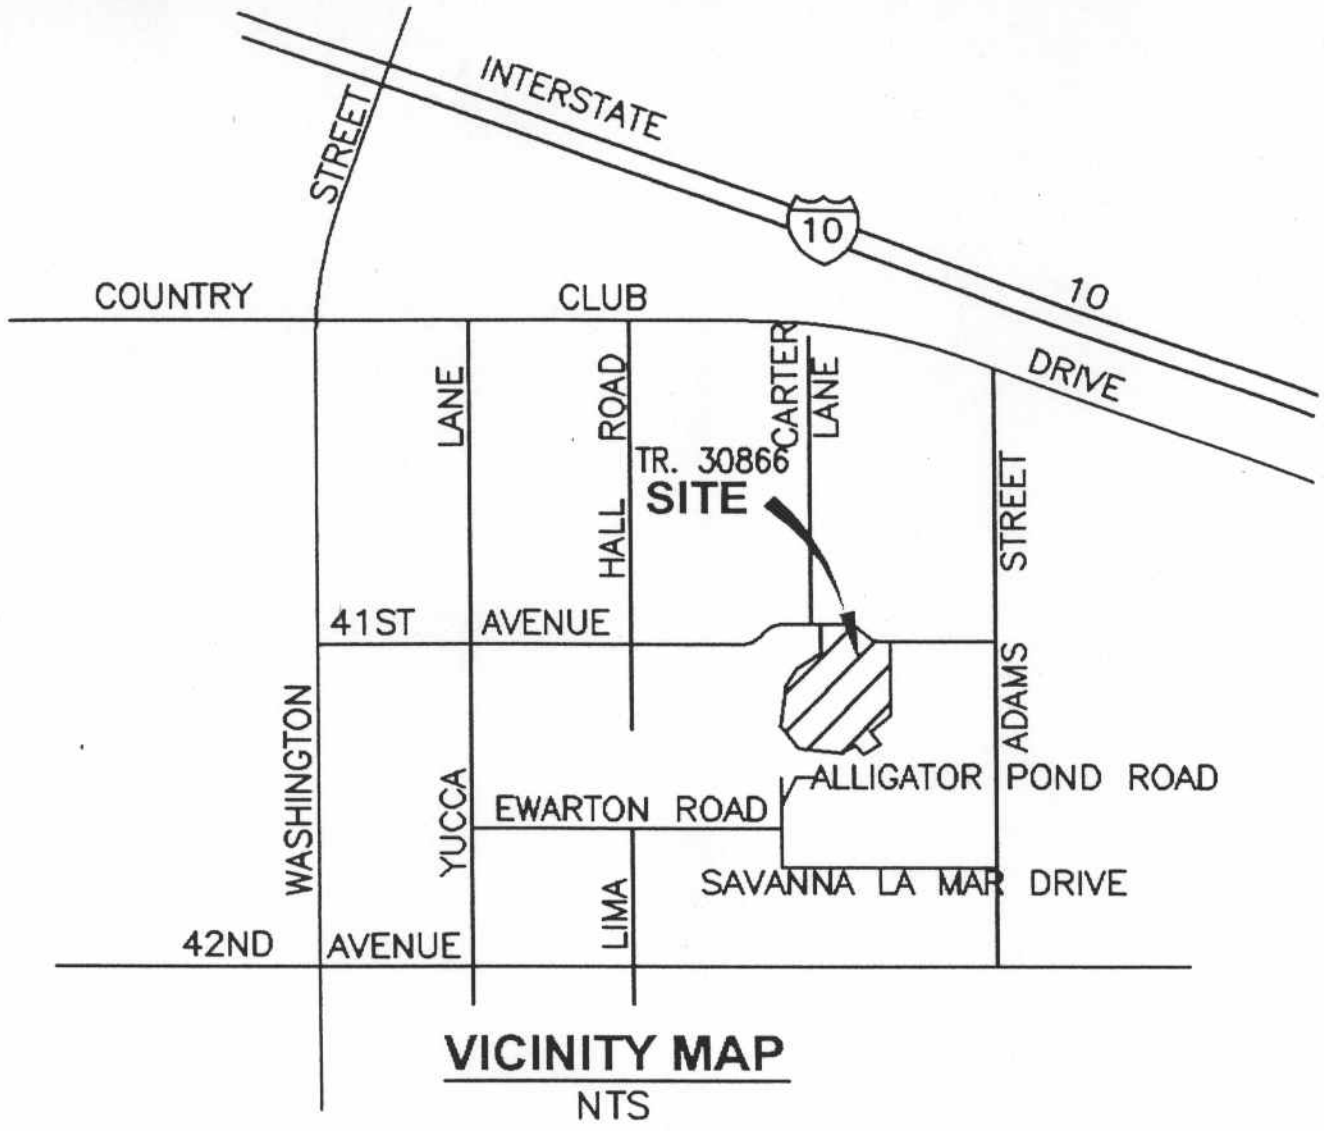 INTERSTATE
10
10
STREET
COUNTRY CLUB
DRIVE
LANE
ROAD
CARTER
LANE
TR. 30866
SITE
HALL
STREET
41ST AVENUE
ADAMS
WASHINGTON
YUCCA
ALLIGATOR POND ROAD
EWARTON ROAD
SAVANNA LA MAR DRIVE
LIMA
42ND AVENUE
VICINITY MAP
NTS